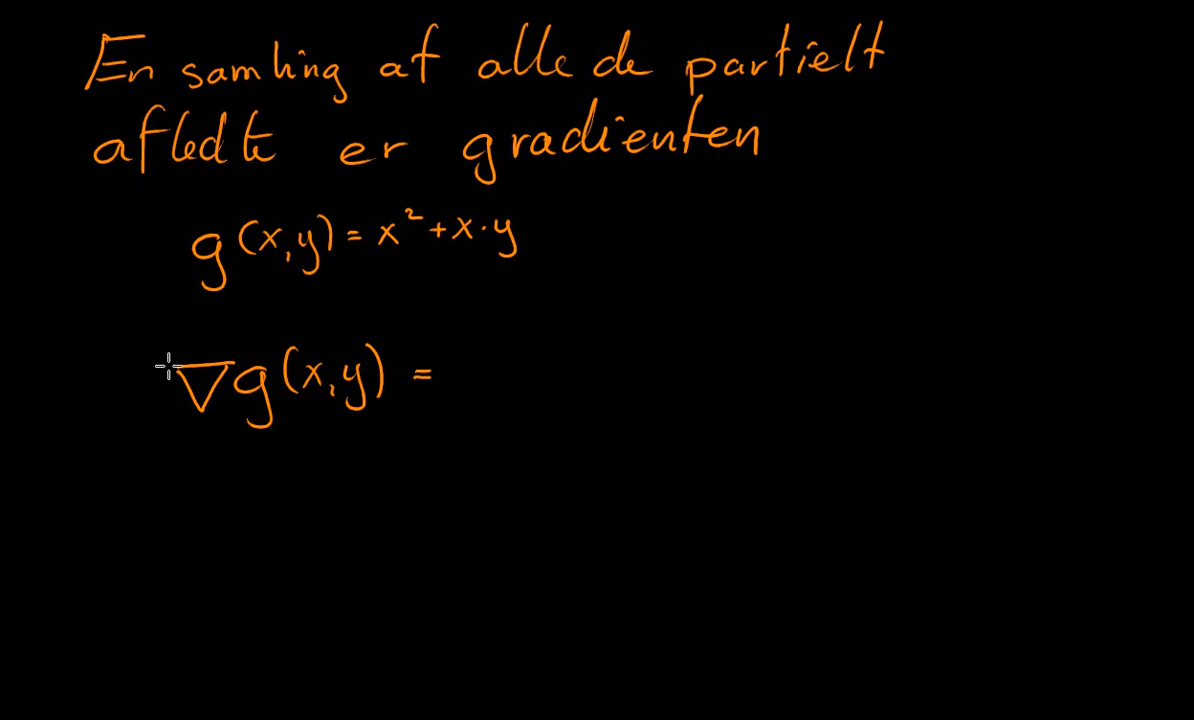 En samling af alle de partielt
afledte er gradienten
g(x,y) = x² + x·y
∇g(x,y) =